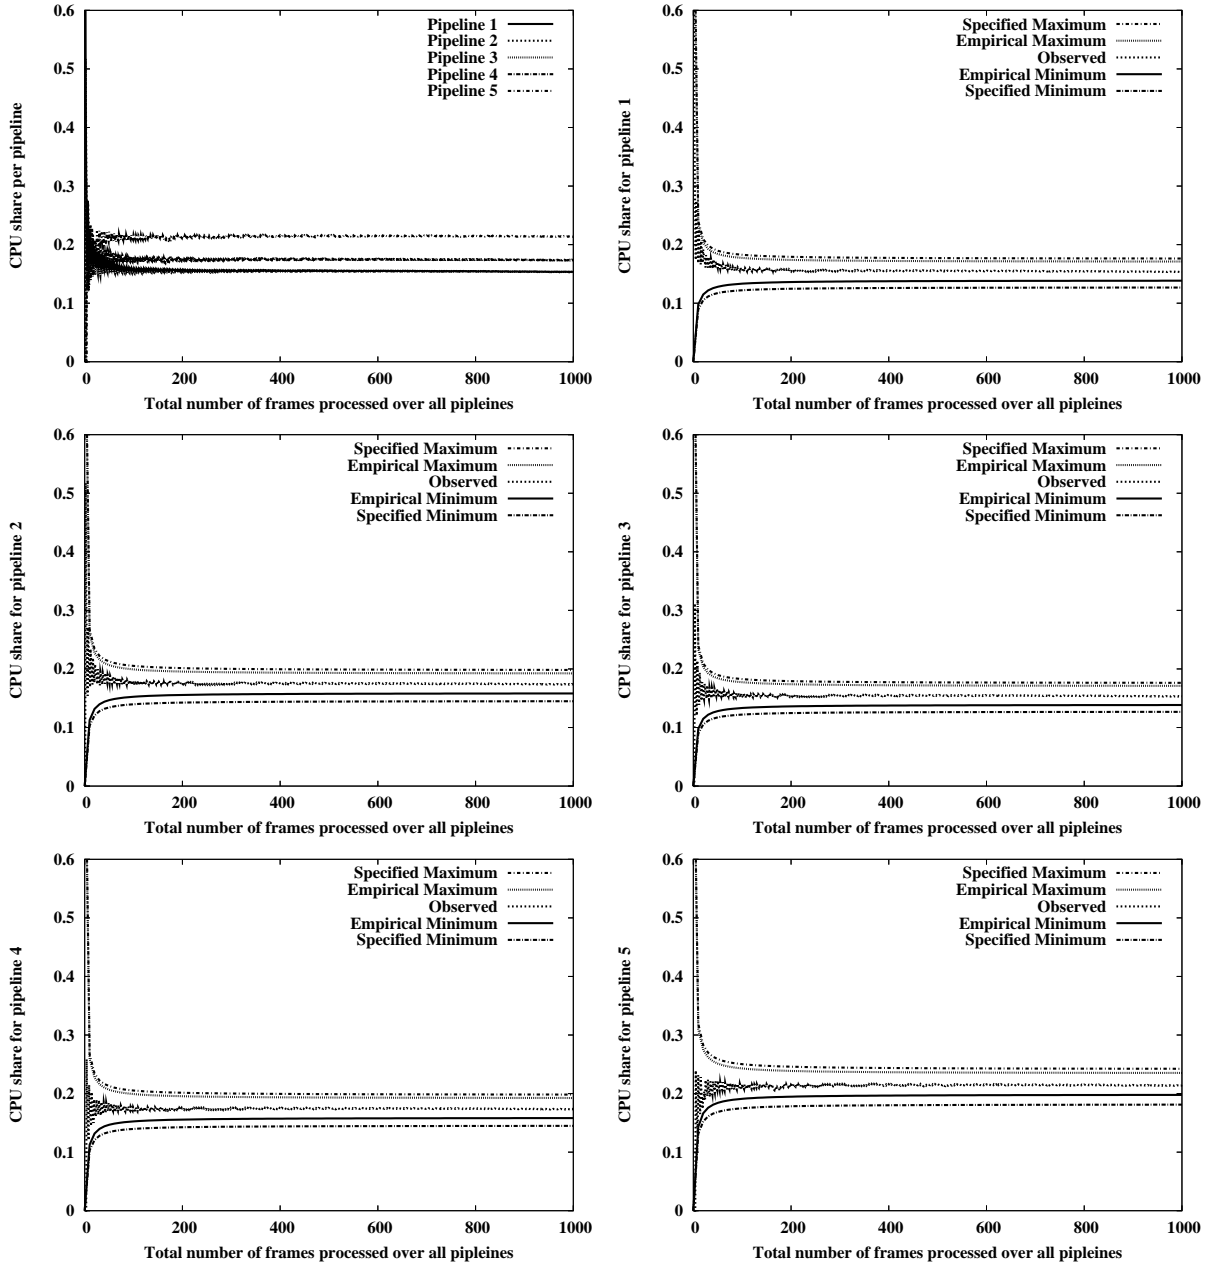 0.6
0.5
0.4
0.3
0.2
0.1
0
CPU share per pipeline
Pipeline 1
Pipeline 2
Pipeline 3
Pipeline 4
Pipeline 5
0 200 400 600 800 1000
Total number of frames processed over all pipleines
0.6
0.5
0.4
0.3
0.2
0.1
0
CPU share for pipeline 1
Specified Maximum
Empirical Maximum
Observed
Empirical Minimum
Specified Minimum
0 200 400 600 800 1000
Total number of frames processed over all pipleines
0.6
0.5
0.4
0.3
0.2
0.1
0
CPU share for pipeline 2
Specified Maximum
Empirical Maximum
Observed
Empirical Minimum
Specified Minimum
0 200 400 600 800 1000
Total number of frames processed over all pipleines
0.6
0.5
0.4
0.3
0.2
0.1
0
CPU share for pipeline 3
Specified Maximum
Empirical Maximum
Observed
Empirical Minimum
Specified Minimum
0 200 400 600 800 1000
Total number of frames processed over all pipleines
0.6
0.5
0.4
0.3
0.2
0.1
0
CPU share for pipeline 4
Specified Maximum
Empirical Maximum
Observed
Empirical Minimum
Specified Minimum
0 200 400 600 800 1000
Total number of frames processed over all pipleines
0.6
0.5
0.4
0.3
0.2
0.1
0
CPU share for pipeline 5
Specified Maximum
Empirical Maximum
Observed
Empirical Minimum
Specified Minimum
0 200 400 600 800 1000
Total number of frames processed over all pipleines